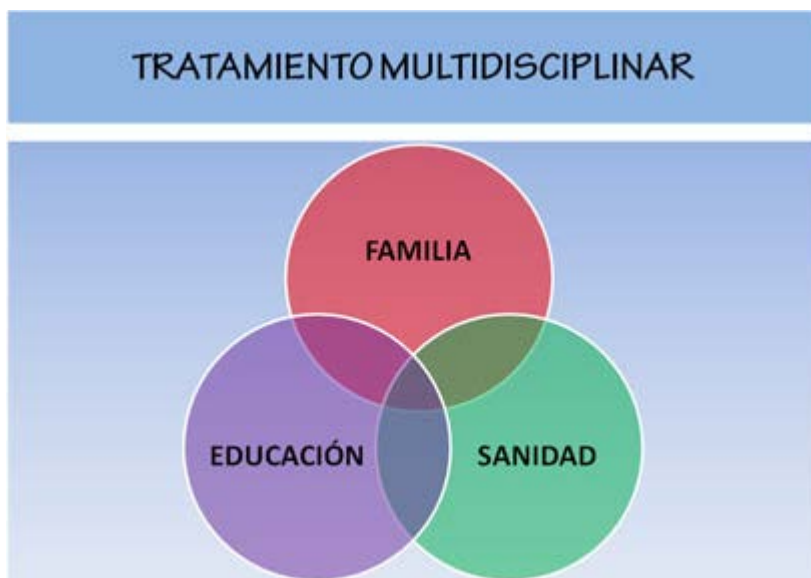 TRATAMIENTO MULTIDISCIPLINAR
FAMILIA
EDUCACIÓN
SANIDAD